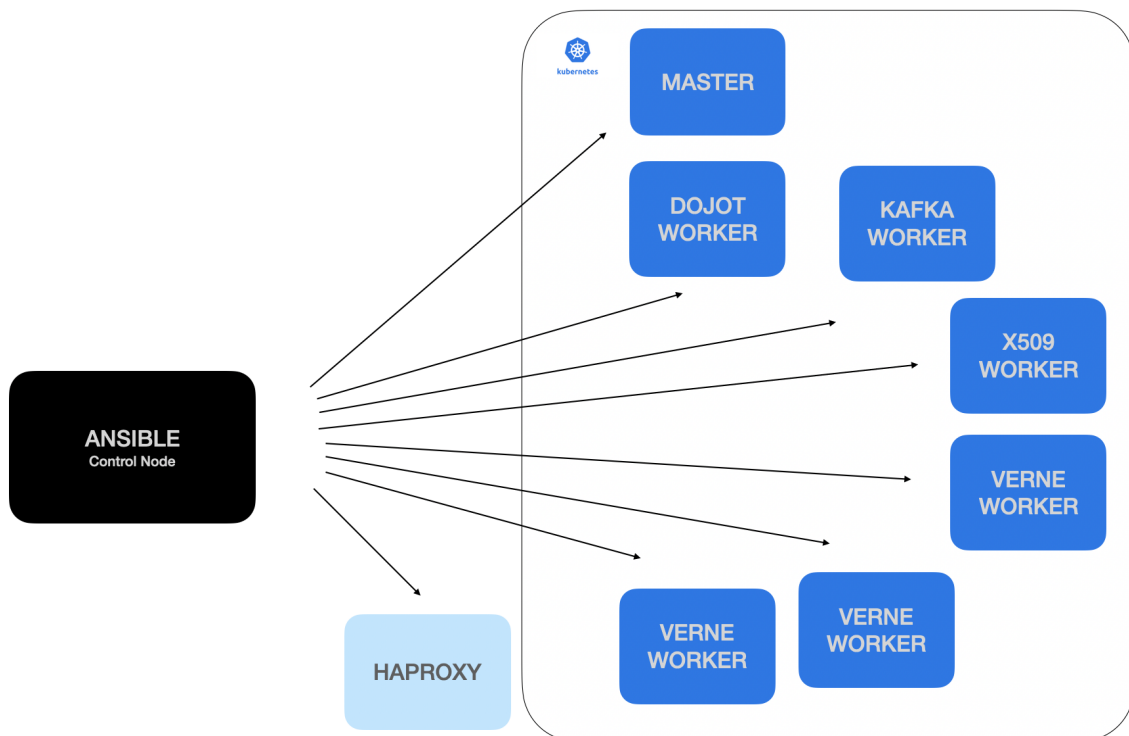 kubernetes
MASTER
DOJOT
WORKER
KAFKA
WORKER
X509
WORKER
ANSIBLE
Control Node
VERNE
WORKER
VERNE
WORKER
VERNE
WORKER
HAPROXY